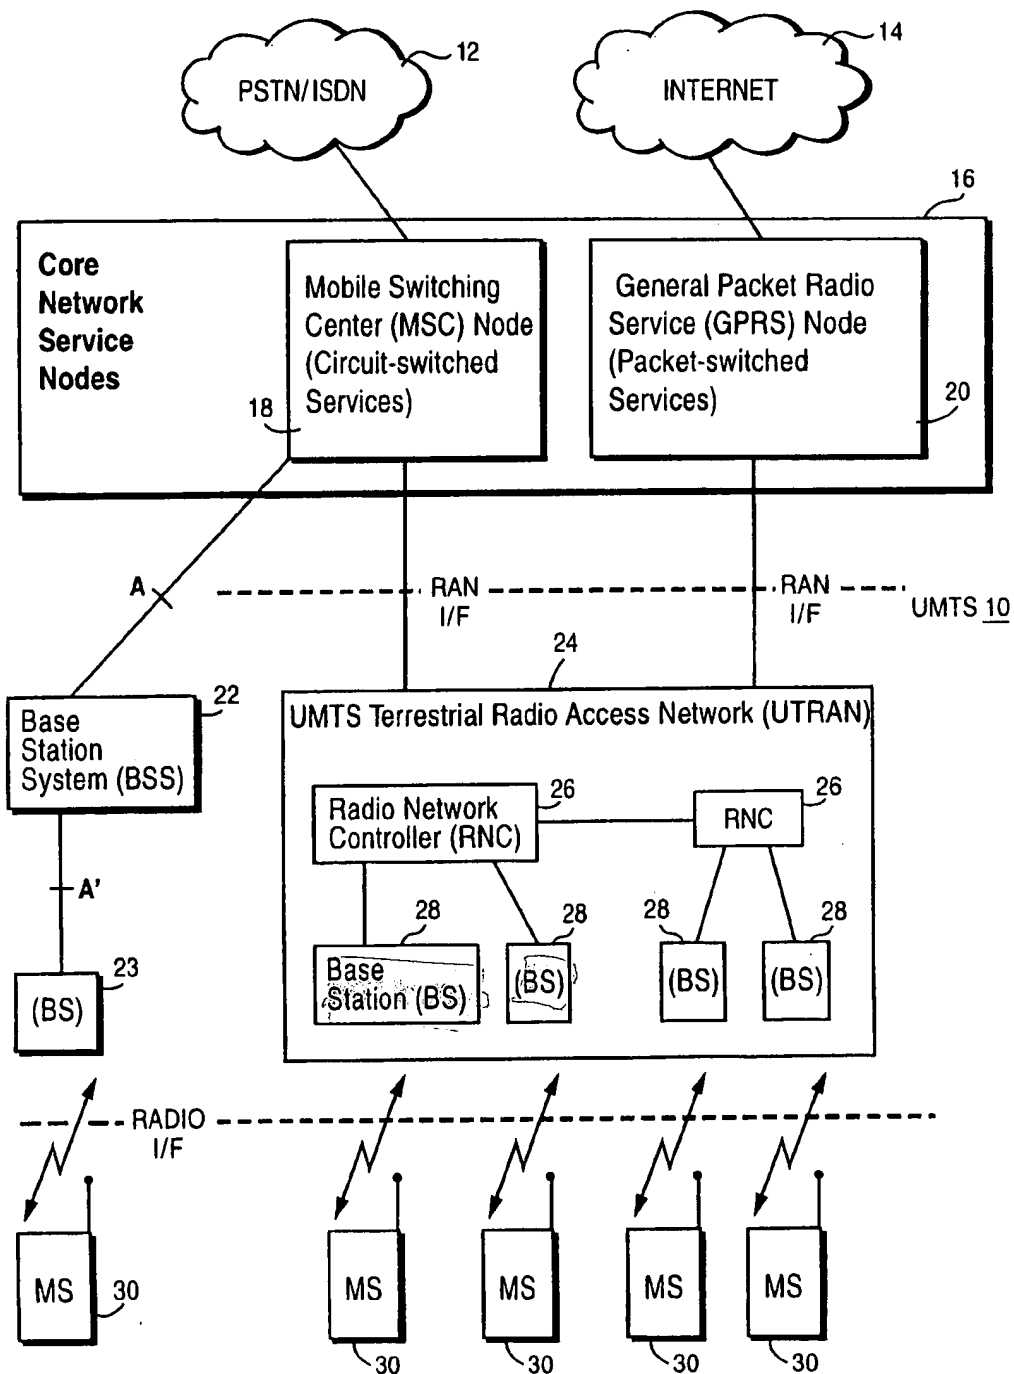 12
14
PSTN/ISDN
INTERNET
16
Core
Network
Service
Nodes
Mobile Switching
Center (MSC) Node
(Circuit-switched
Services)
18
General Packet Radio
Service (GPRS) Node
(Packet-switched
Services)
20
A
RAN
I/F
RAN
I/F
UMTS 10
24
22
Base
Station
System (BSS)
UMTS Terrestrial Radio Access Network (UTRAN)
26
Radio Network
Controller (RNC)
26
RNC
A'
28
28
28
28
23
(BS)
Base
Station (BS)
(BS)
(BS)
(BS)
RADIO
I/F
MS
30
MS
30
MS
30
MS
30
MS
30